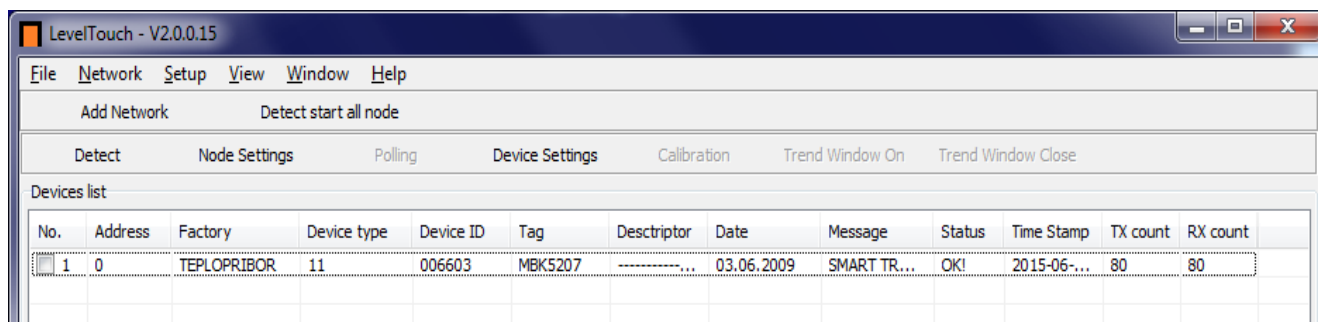 LevelTouch - V2.0.0.15
File Network Setup View Window Help
Add Network Detect start all node
Detect Node Settings Polling Device Settings Calibration Trend Window On Trend Window Close
Devices list
No. Address Factory Device type Device ID Tag Desctriptor Date Message Status Time Stamp TX count RX count
1 0 TEPLOPRIBOR 11 006603 MBK5207 -----------... 03.06.2009 SMART TR... OK! 2015-06-... 80 80